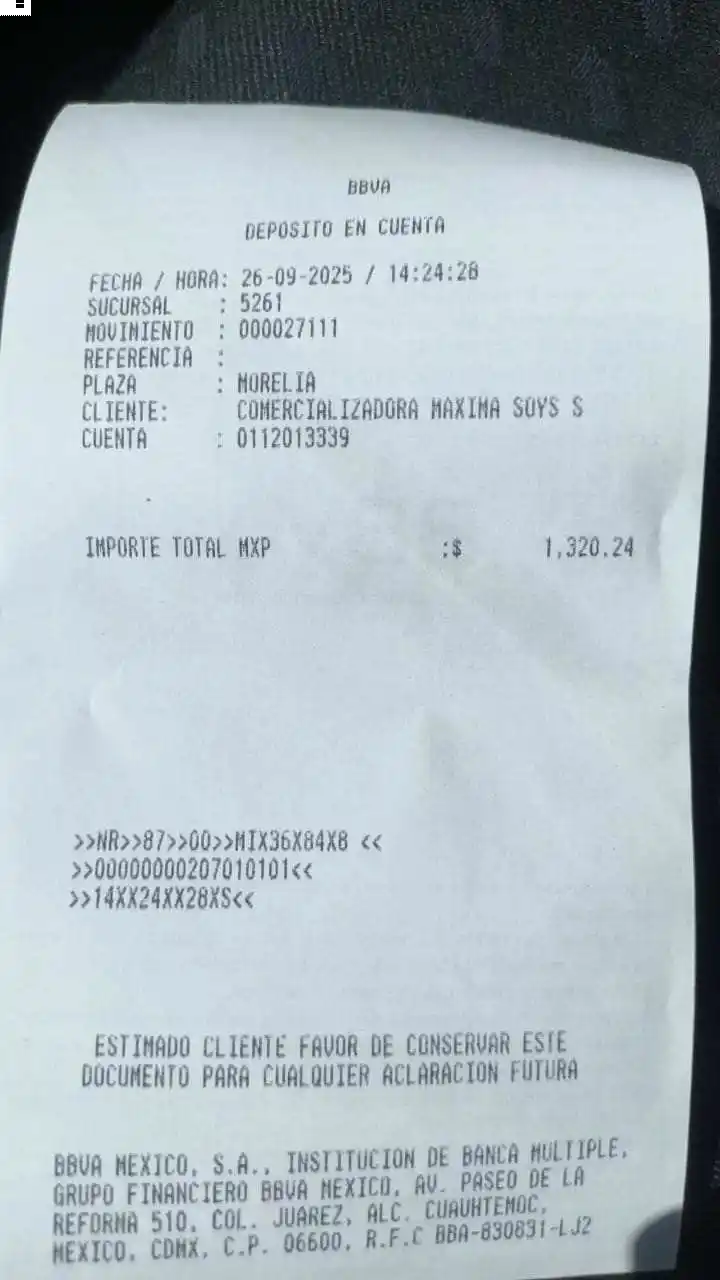 BBVA
DEPOSITO EN CUENTA
FECHA / HORA: 26-09-2025 / 14:24:28
SUCURSAL : 5261
MOVIMIENTO : 000027111
REFERENCIA :
PLAZA : MORELIA
CLIENTE: COMERCIALIZADORA MAXIMA SOYS S
CUENTA : 0112013339
IMPORTE TOTAL MXP :$ 1,320.24
>>NR>>87>>00>>MIX36X84X8 <<
>>00000000207010101<<
>>14XX24XX28XS<<
ESTIMADO CLIENTE FAVOR DE CONSERVAR ESTE
DOCUMENTO PARA CUALQUIER ACLARACION FUTURA
BBVA MEXICO, S.A., INSTITUCION DE BANCA MULTIPLE,
GRUPO FINANCIERO BBVA MEXICO, AV. PASEO DE LA
REFORMA 510, COL. JUAREZ, ALC. CUAUHTEMOC,
MEXICO, CDMX, C.P. 06600, R.F.C BBA-830831-LJ2